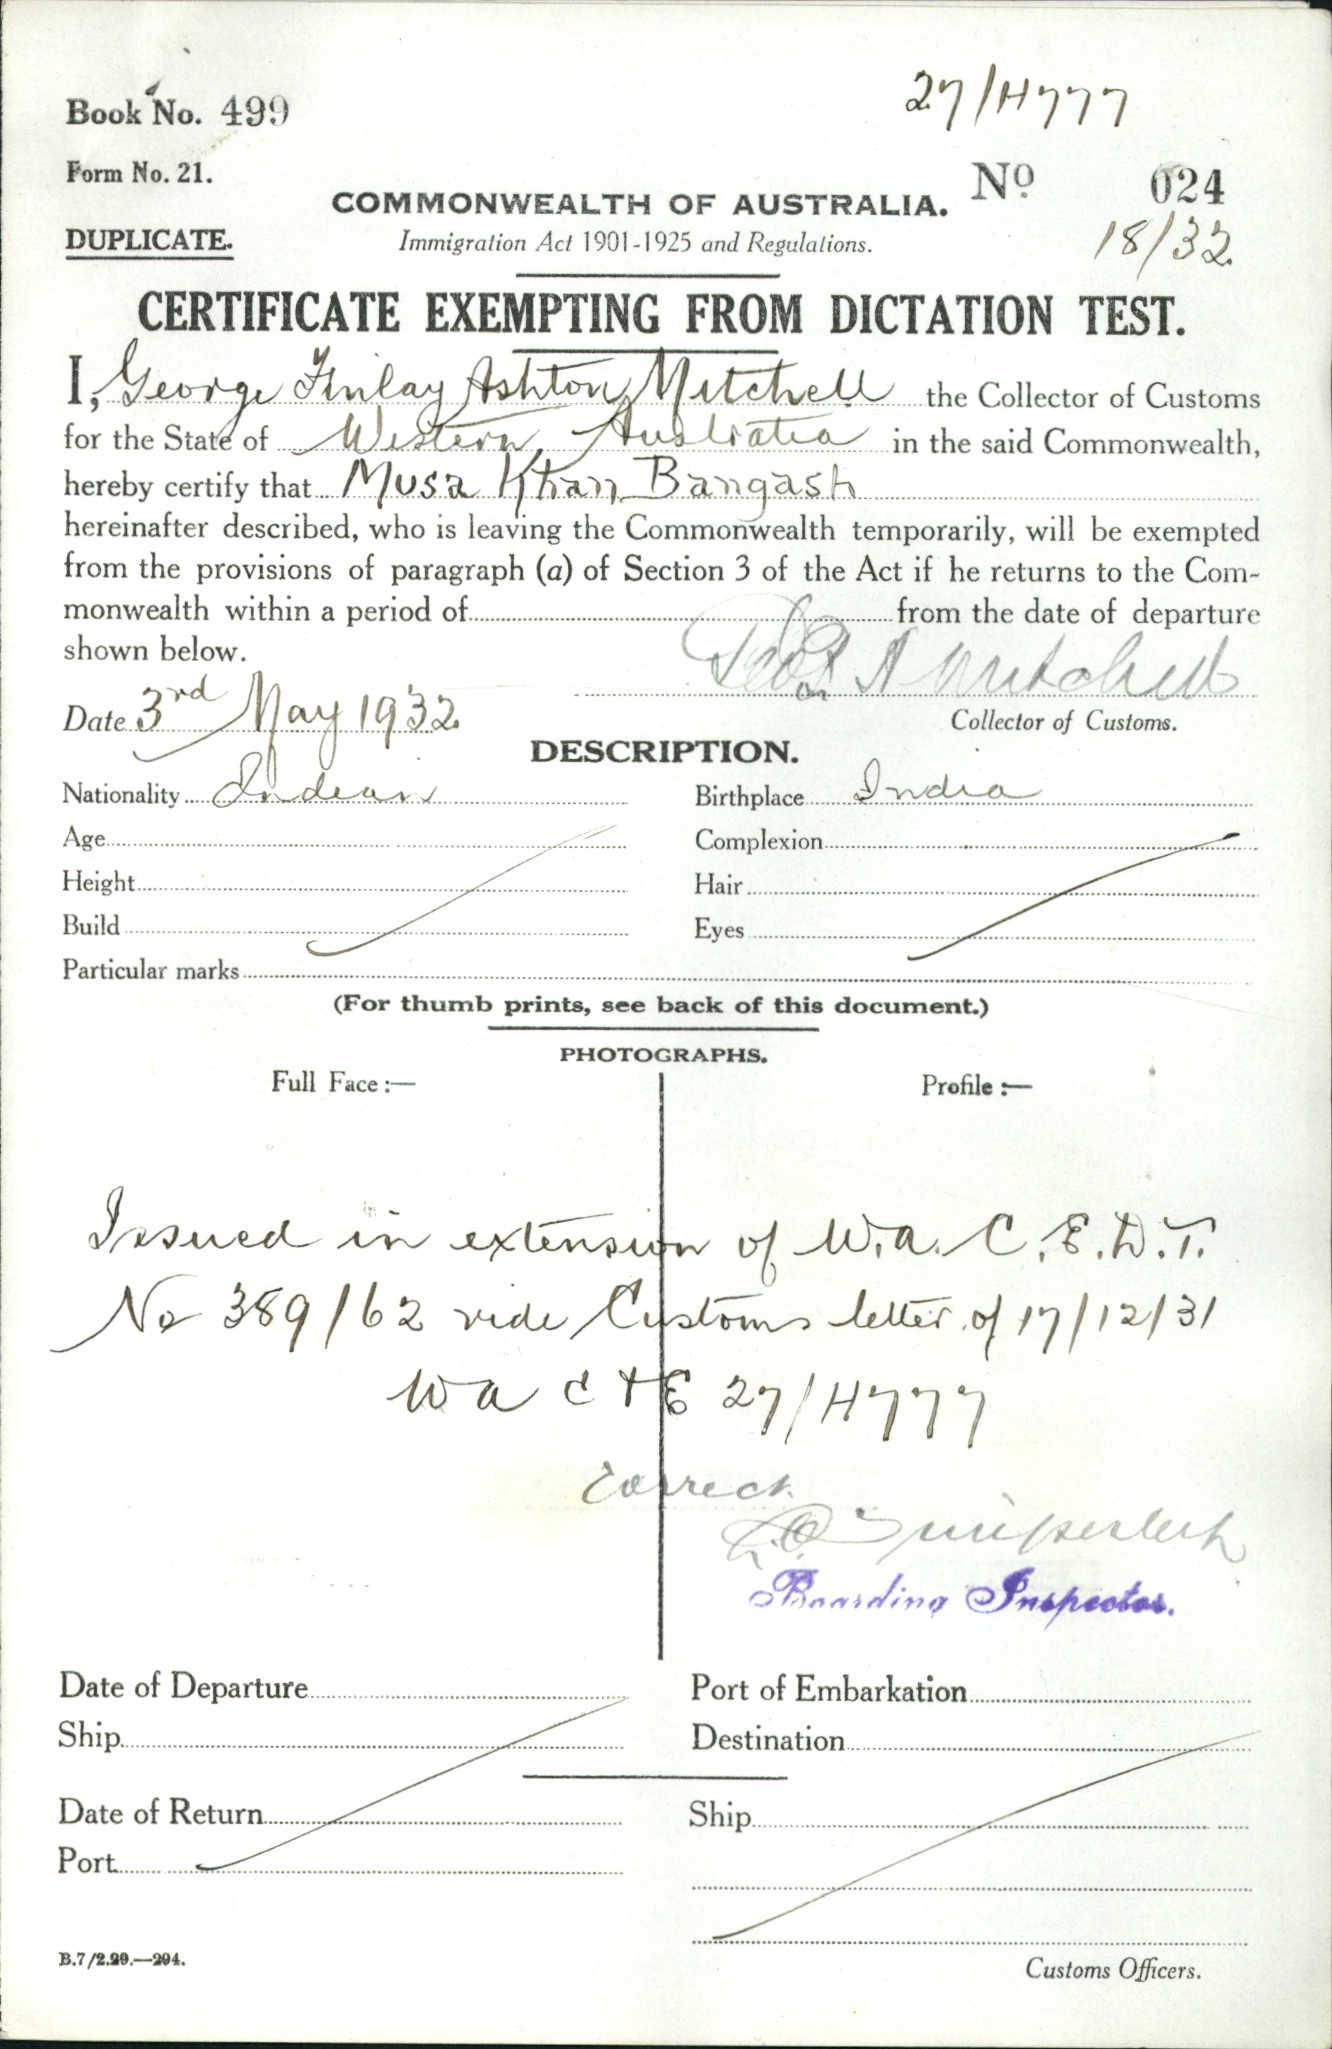 27/H777
Book No. 499
Form No. 21.
No 024
COMMONWEALTH OF AUSTRALIA.
DUPLICATE.
Immigration Act 1901-1925 and Regulations.
18/32.
CERTIFICATE EXEMPTING FROM DICTATION TEST.
I, George Finlay Ashton Mitchell the Collector of Customs
for the State of Western Australia in the said Commonwealth,
hereby certify that Musa Khan Bangash
hereinafter described, who is leaving the Commonwealth temporarily, will be exempted
from the provisions of paragraph (a) of Section 3 of the Act if he returns to the Com-
monwealth within a period of from the date of departure
shown below.
Mitchell
Date 3rd May 1932.
Collector of Customs.
DESCRIPTION.
Nationality Indian Birthplace India
Age Complexion
Height Hair
Build Eyes
Particular marks
(For thumb prints, see back of this document.)
PHOTOGRAPHS.
Full Face :— Profile :—
Issued in extension of W.A. C.E.D.T.
No 389/62 vide Customs letter of 17/12/31
WA C+E 27/H777
Correct.
Boarding Inspector.
Date of Departure Port of Embarkation
Ship Destination
Date of Return Ship
Port
B.7/2.29.—294.
Customs Officers.